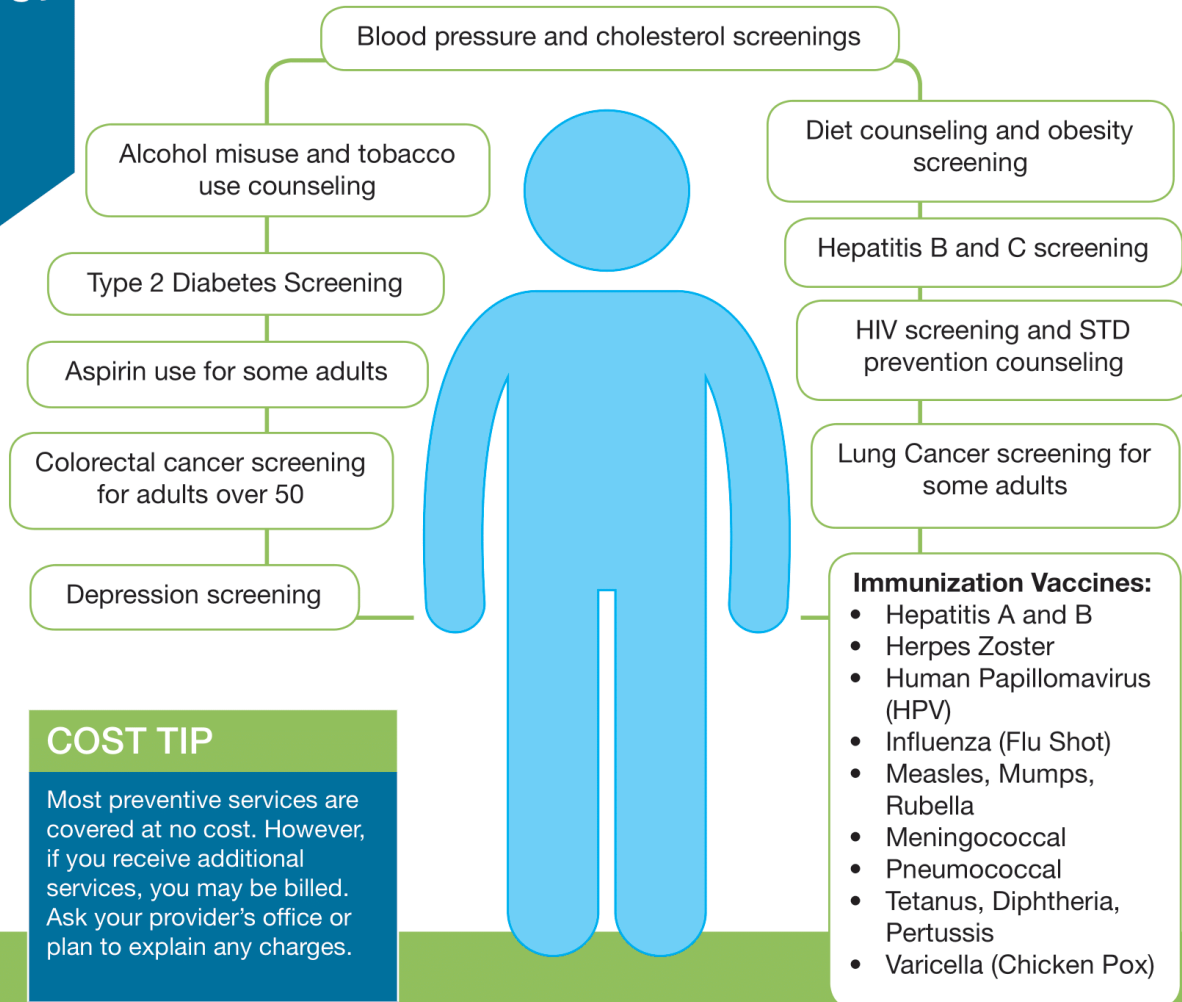 Blood pressure and cholesterol screenings
Alcohol misuse and tobacco
use counseling
Type 2 Diabetes Screening
Aspirin use for some adults
Colorectal cancer screening
for adults over 50
Depression screening
Diet counseling and obesity
screening
Hepatitis B and C screening
HIV screening and STD
prevention counseling
Lung Cancer screening for
some adults
Immunization Vaccines:
• Hepatitis A and B
• Herpes Zoster
• Human Papillomavirus
(HPV)
• Influenza (Flu Shot)
• Measles, Mumps,
Rubella
• Meningococcal
• Pneumococcal
• Tetanus, Diphtheria,
Pertussis
• Varicella (Chicken Pox)
COST TIP
Most preventive services are
covered at no cost. However,
if you receive additional
services, you may be billed.
Ask your provider’s office or
plan to explain any charges.